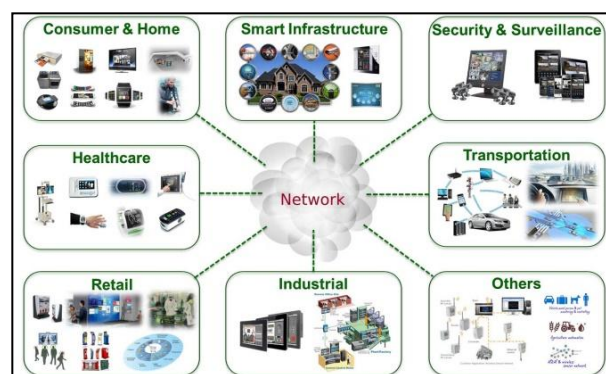 Consumer & Home
Smart Infrastructure
Security & Surveillance
Healthcare
Network
Transportation
Retail
Industrial
Others